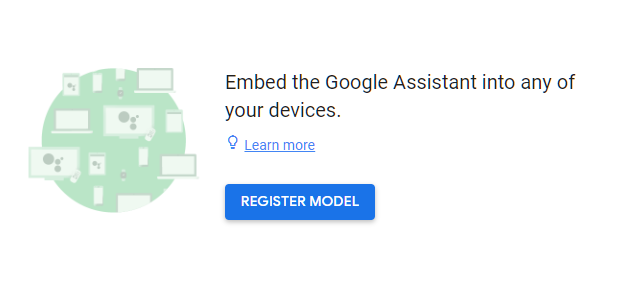 Embed the Google Assistant into any of
your devices.
Learn more
REGISTER MODEL